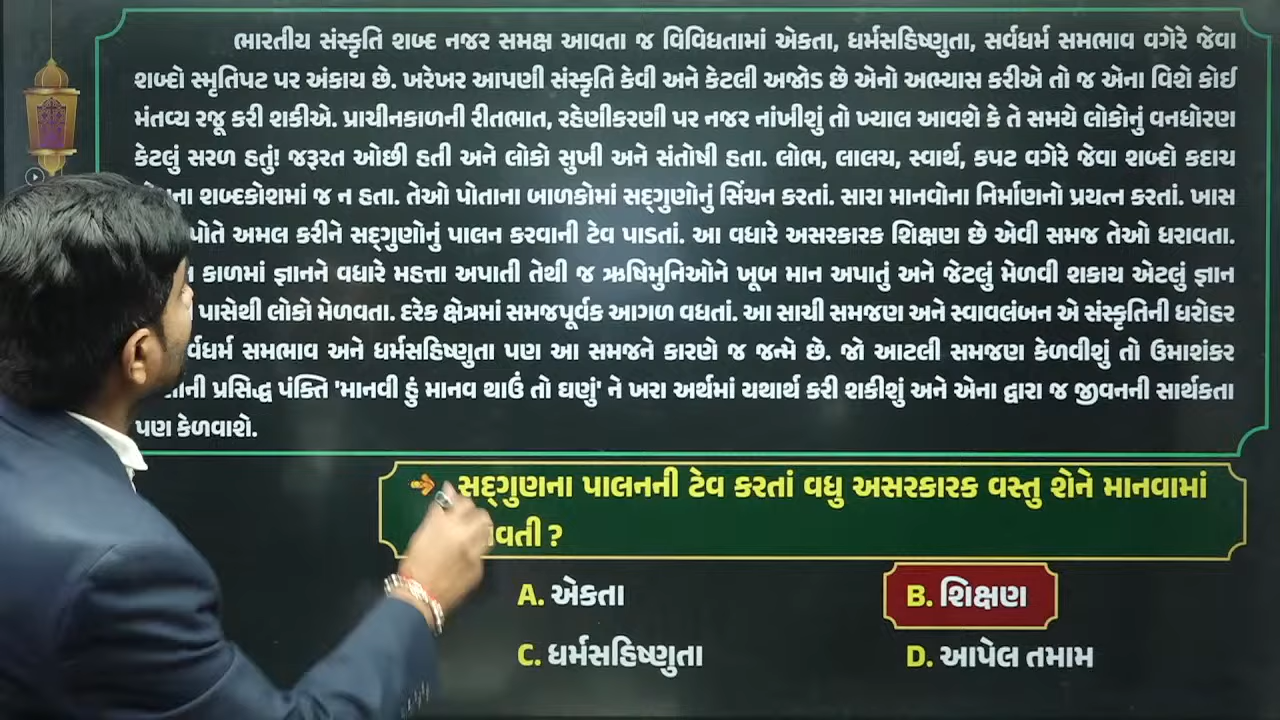 ભારતીય સંસ્કૃતિ શબ્દ નજર સમક્ષ આવતા જ વિવિધતામાં એકતા, ધર્મસહિષ્ણુતા, સર્વધર્મ સમભાવ વગેરે જેવા
શબ્દો સ્મૃતિપટ પર અંકાય છે. ખરેખર આપણી સંસ્કૃતિ કેવી અને કેટલી અજોડ છે એનો અભ્યાસ કરીએ તો જ એના વિશે કોઈ
મંતવ્ય રજૂ કરી શકીએ. પ્રાચીનકાળની રીતભાત, રહેણીકરણી પર નજર નાંખીશું તો ખ્યાલ આવશે કે તે સમયે લોકોનું વનધોરણ
કેટલું સરળ હતું! જરૂરત ઓછી હતી અને લોકો સુખી અને સંતોષી હતા. લોભ, લાલચ, સ્વાર્થ, કપટ વગેરે જેવા શબ્દો કદાચ
શબ્દકોશમાં જ ન હતા. તેઓ પોતાના બાળકોમાં સદ્‌ગુણોનું સિંચન કરતાં. સારા માનવોના નિર્માણનો પ્રયત્ન કરતાં. ખાસ
પોતે અમલ કરીને સદ્‌ગુણોનું પાલન કરવાની ટેવ પાડતાં. આ વધારે અસરકારક શિક્ષણ છે એવી સમજ તેઓ ધરાવતા.
કાળમાં જ્ઞાનને વધારે મહત્તા અપાતી તેથી જ ઋષિમુનિઓને ખૂબ માન અપાતું અને જેટલું મેળવી શકાય એટલું જ્ઞાન
પાસેથી લોકો મેળવતા. દરેક ક્ષેત્રમાં સમજપૂર્વક આગળ વધતાં. આ સાચી સમજણ અને સ્વાવલંબન એ સંસ્કૃતિની ધરોહર
સમભાવ અને ધર્મસહિષ્ણુતા પણ આ સમજને કારણે જ જન્મે છે. જો આટલી સમજણ કેળવીશું તો ઉમાશંકર
પ્રસિદ્ધ પંક્તિ 'માનવી હું માનવ થાઉં તો ઘણું' ને ખરા અર્થમાં યથાર્થ કરી શકીશું અને એના દ્વારા જ જીવનની સાર્થકતા
પણ કેળવાશે.
સદ્‌ગુણના પાલનની ટેવ કરતાં વધુ અસરકારક વસ્તુ શેને માનવામાં
?
A. એકતા
B. શિક્ષણ
C. ધર્મસહિષ્ણુતા
D. આપેલ તમામ